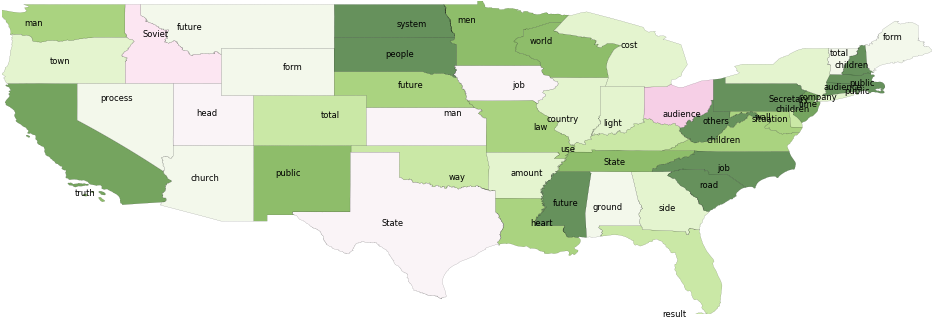 man
Soviet
future
system
men
world
cost
total
form
town
form
people
children
process
head
total
future
job
audience
public
public
man
law
country
light
audience
others
Secretary
company
time
children
hell
situation
children
church
public
way
use
State
amount
job
truth
State
future
heart
ground
side
road
result